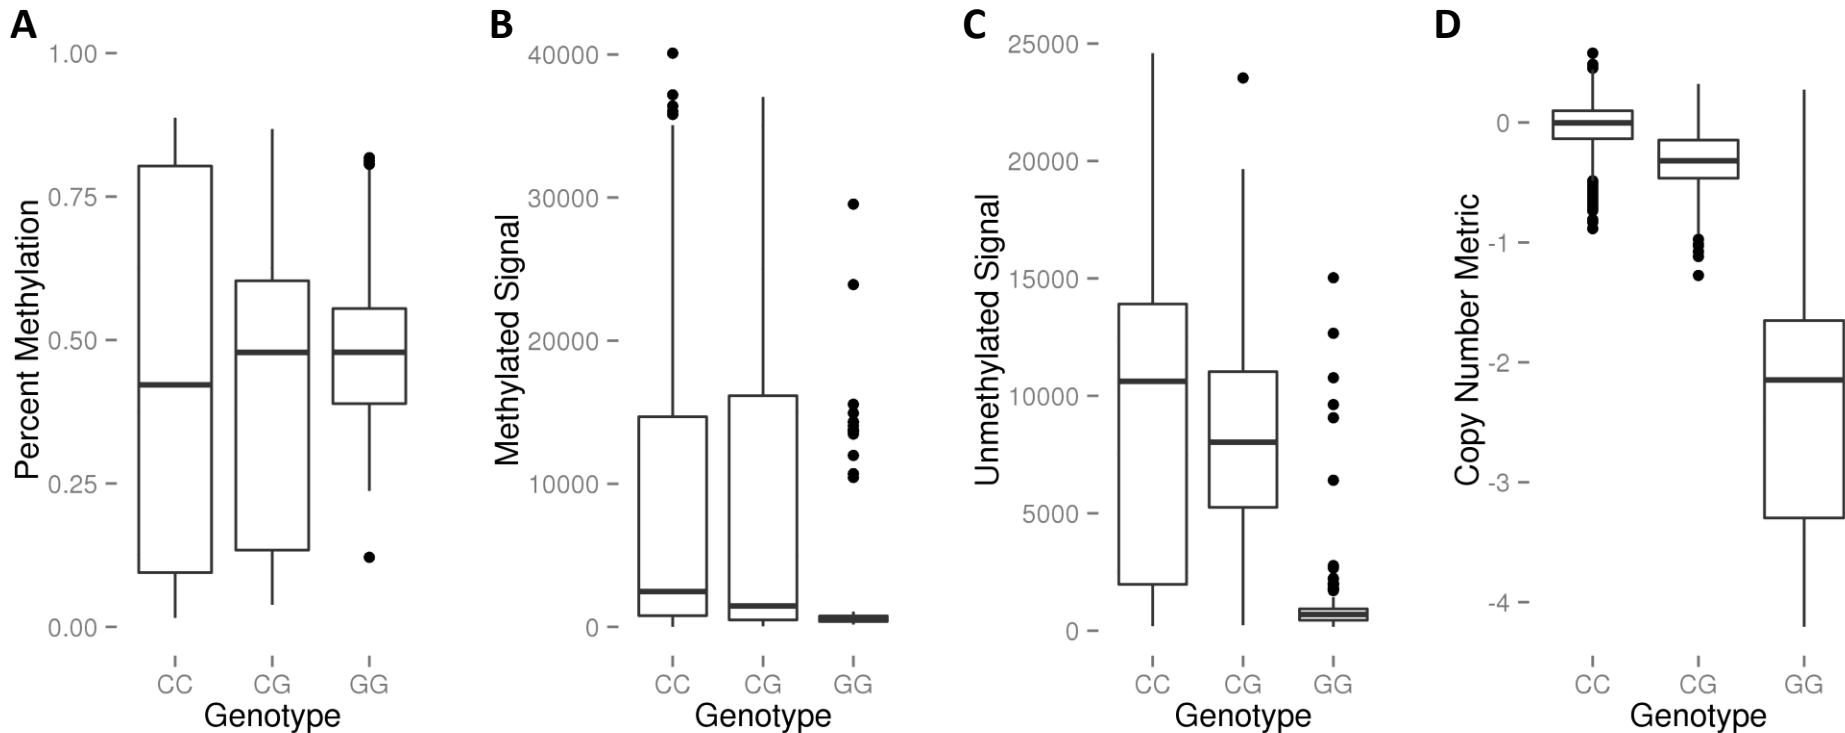 A
Percent Methylation
1.00
0.75
0.50
0.25
0.00
CC CG GG
Genotype
B
Methylated Signal
40000
30000
20000
10000
0
CC CG GG
Genotype
C
Unmethylated Signal
25000
20000
15000
10000
5000
0
CC CG GG
Genotype
D
Copy Number Metric
0
-1
-2
-3
-4
CC CG GG
Genotype